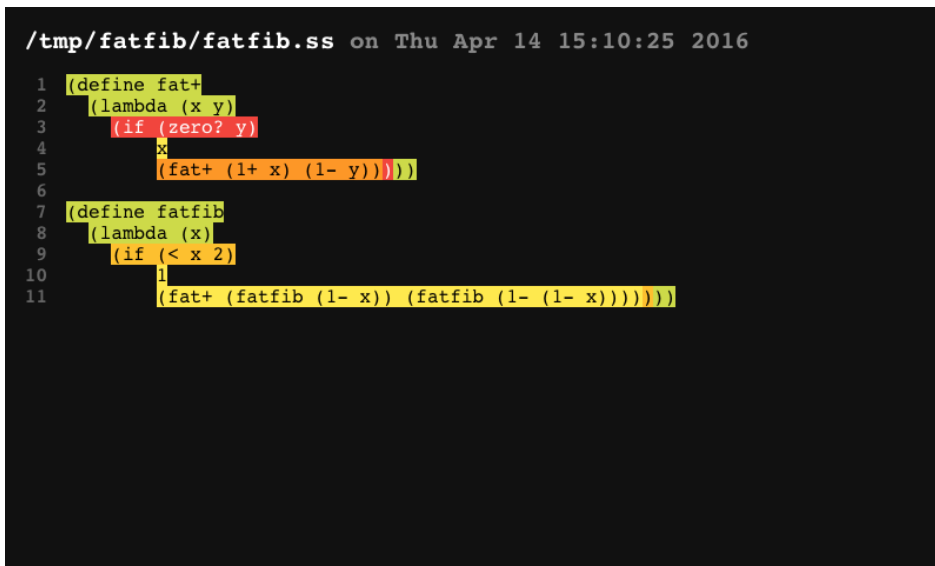 /tmp/fatfib/fatfib.ss on Thu Apr 14 15:10:25 2016
1 (define fat+
2   (lambda (x y)
3     (if (zero? y)
4         x
5         (fat+ (1+ x) (1- y)))))
6
7 (define fatfib
8   (lambda (x)
9     (if (< x 2)
10         1
11         (fat+ (fatfib (1- x)) (fatfib (1- (1- x)))))))